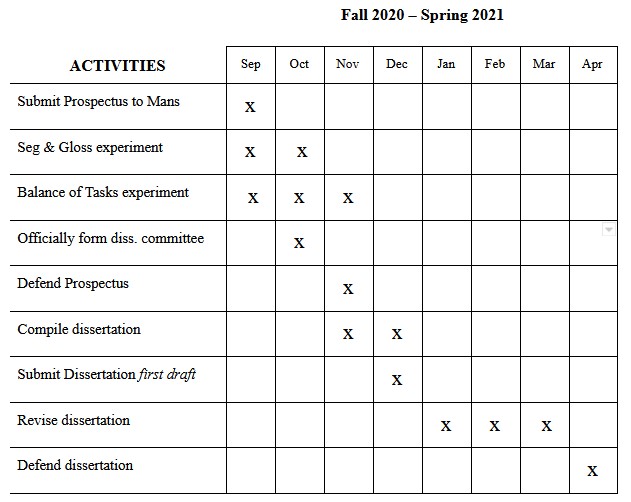 Fall 2020 – Spring 2021
ACTIVITIES Sep Oct Nov Dec Jan Feb Mar Apr
Submit Prospectus to Mans X
Seg & Gloss experiment X X
Balance of Tasks experiment X X X
Officially form diss. committee X
Defend Prospectus X
Compile dissertation X X
Submit Dissertation first draft X
Revise dissertation X X X
Defend dissertation X